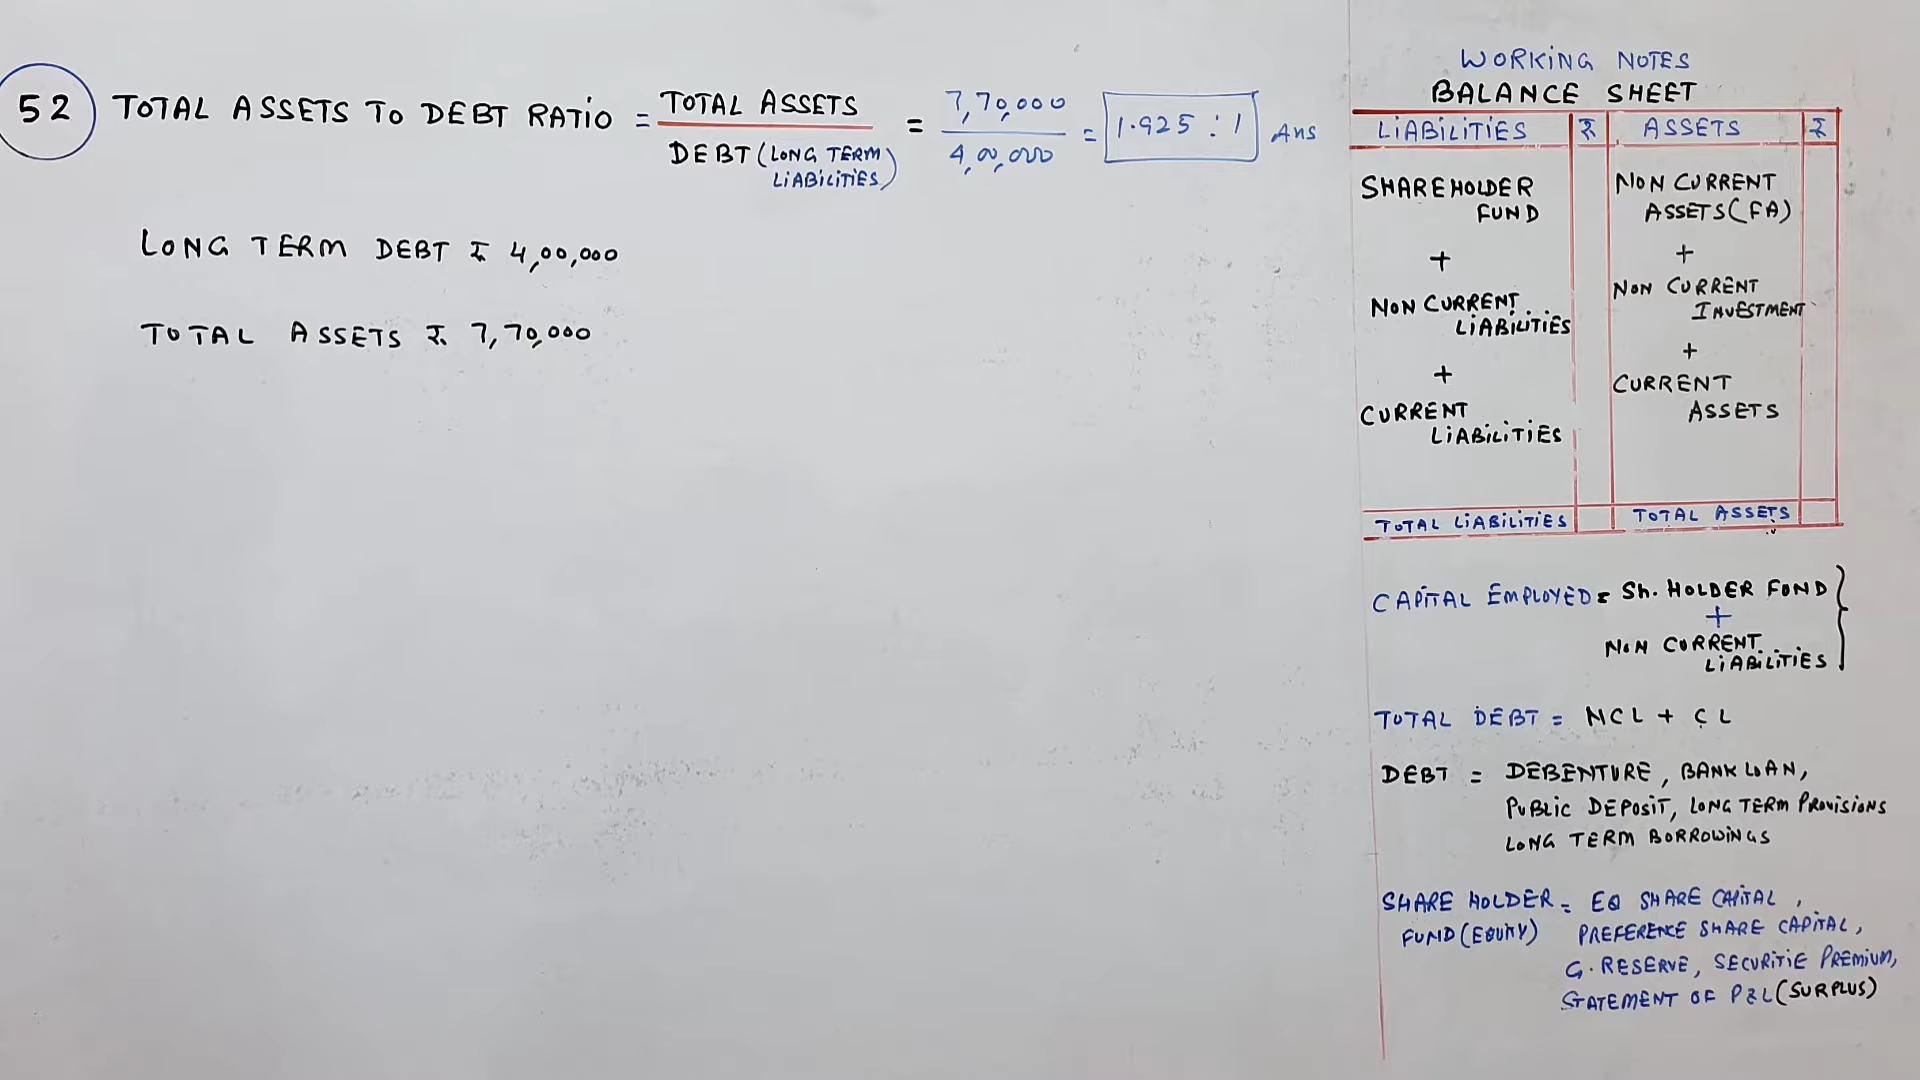 52 TOTAL ASSETS TO DEBT RATIO = TOTAL ASSETS = 7,70,000 = 1.925 : 1 Ans
DEBT (LONG TERM 4,00,000
LIABILITIES)
LONG TERM DEBT ₹ 4,00,000
TOTAL ASSETS ₹. 7,70,000
WORKING NOTES
BALANCE SHEET
LIABILITIES ₹ ASSETS ₹
SHAREHOLDER
FUND
+
NON CURRENT
LIABILITIES
+
CURRENT
LIABILITIES
NON CURRENT
ASSETS (FA)
+
NON CURRENT
INVESTMENT
+
CURRENT
ASSETS
TOTAL LIABILITIES TOTAL ASSETS
CAPITAL EMPLOYED = Sh. HOLDER FUND
+
NON CURRENT
LIABILITIES
TOTAL DEBT = NCL + CL
DEBT = DEBENTURE, BANK LOAN,
PUBLIC DEPOSIT, LONG TERM PROVISIONS
LONG TERM BORROWINGS
SHARE HOLDER = EQ SHARE CAPITAL,
FUND (EQUITY) PREFERENCE SHARE CAPITAL,
G. RESERVE, SECURITIE PREMIUM,
STATEMENT OF P&L (SURPLUS)